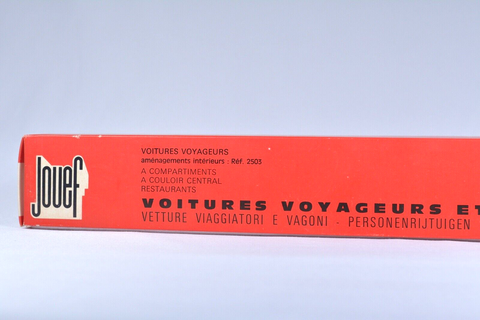 Jouef
VOITURES VOYAGEURS
aménagements intérieurs : Réf. 2503
A COMPARTIMENTS
A COULOIR CENTRAL
RESTAURANTS
VOITURES VOYAGEURS ET
VETTURE VIAGGIATORI E VAGONI - PERSONENRIJTUIGEN